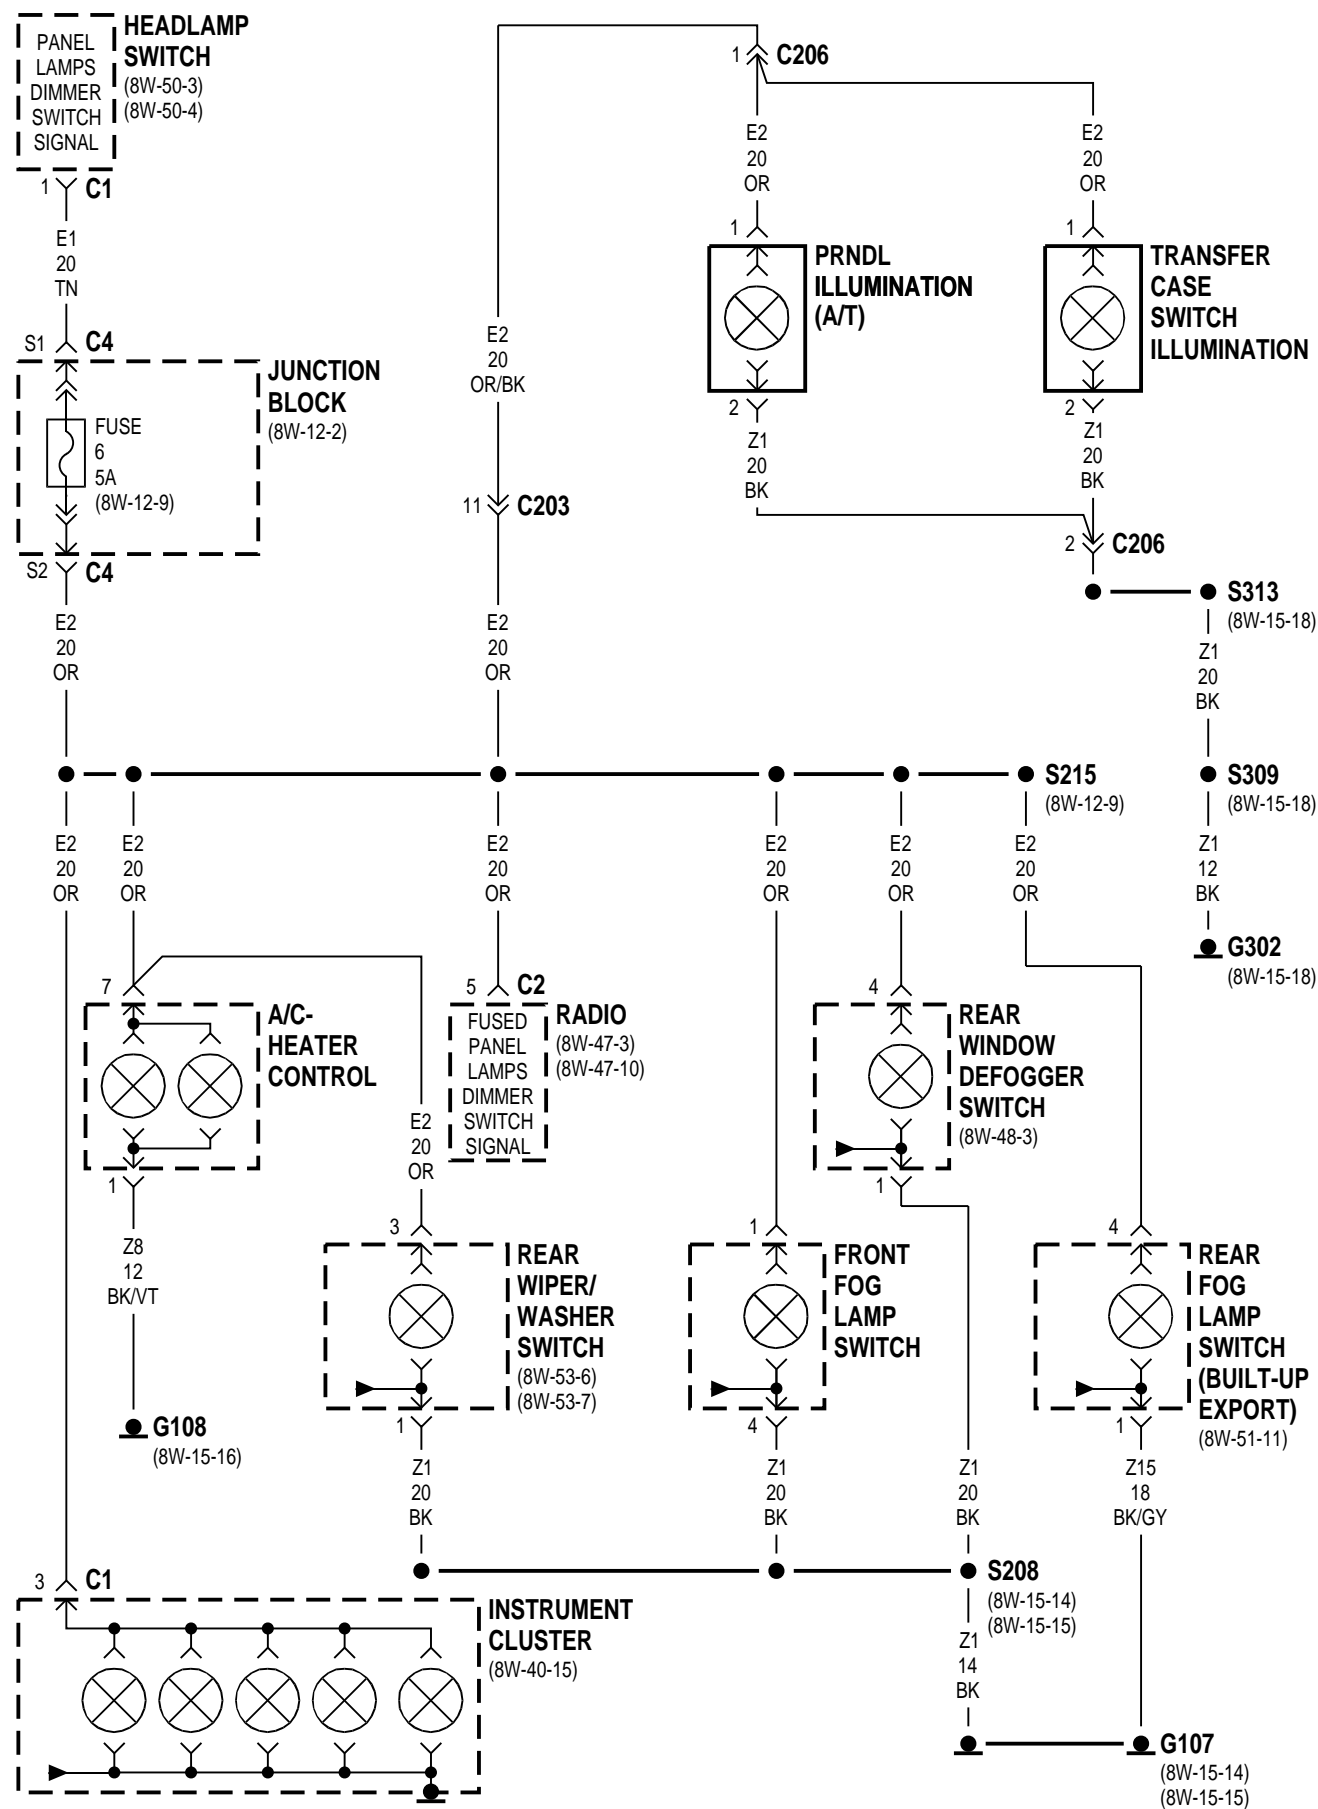 HEADLAMP
SWITCH
(8W-50-3)
(8W-50-4)
PANEL
LAMPS
DIMMER
SWITCH
SIGNAL
1 C1
E1
20
TN
S1 C4
JUNCTION
BLOCK
(8W-12-2)
FUSE
6
5A
(8W-12-9)
S2 C4
E2
20
OR
1 C206
E2
20
OR/BK
11 C203
E2
20
OR
E2
20
OR
1
PRNDL
ILLUMINATION
(A/T)
2
Z1
20
BK
E2
20
OR
1
TRANSFER
CASE
SWITCH
ILLUMINATION
2
Z1
20
BK
2 C206
S313
(8W-15-18)
Z1
20
BK
S309
(8W-15-18)
Z1
12
BK
G302
(8W-15-18)
S215
(8W-12-9)
E2
20
OR
E2
20
OR
E2
20
OR
E2
20
OR
E2
20
OR
E2
20
OR
7
A/C-
HEATER
CONTROL
1
Z8
12
BK/VT
G108
(8W-15-16)
E2
20
OR
5 C2
RADIO
(8W-47-3)
(8W-47-10)
FUSED
PANEL
LAMPS
DIMMER
SWITCH
SIGNAL
4
REAR
WINDOW
DEFOGGER
SWITCH
(8W-48-3)
1
3
REAR
WIPER/
WASHER
SWITCH
(8W-53-6)
(8W-53-7)
1
Z1
20
BK
1
FRONT
FOG
LAMP
SWITCH
4
Z1
20
BK
Z1
20
BK
4
REAR
FOG
LAMP
SWITCH
(BUILT-UP
EXPORT)
(8W-51-11)
1
Z15
18
BK/GY
S208
(8W-15-14)
(8W-15-15)
Z1
14
BK
G107
(8W-15-14)
(8W-15-15)
3 C1
INSTRUMENT
CLUSTER
(8W-40-15)